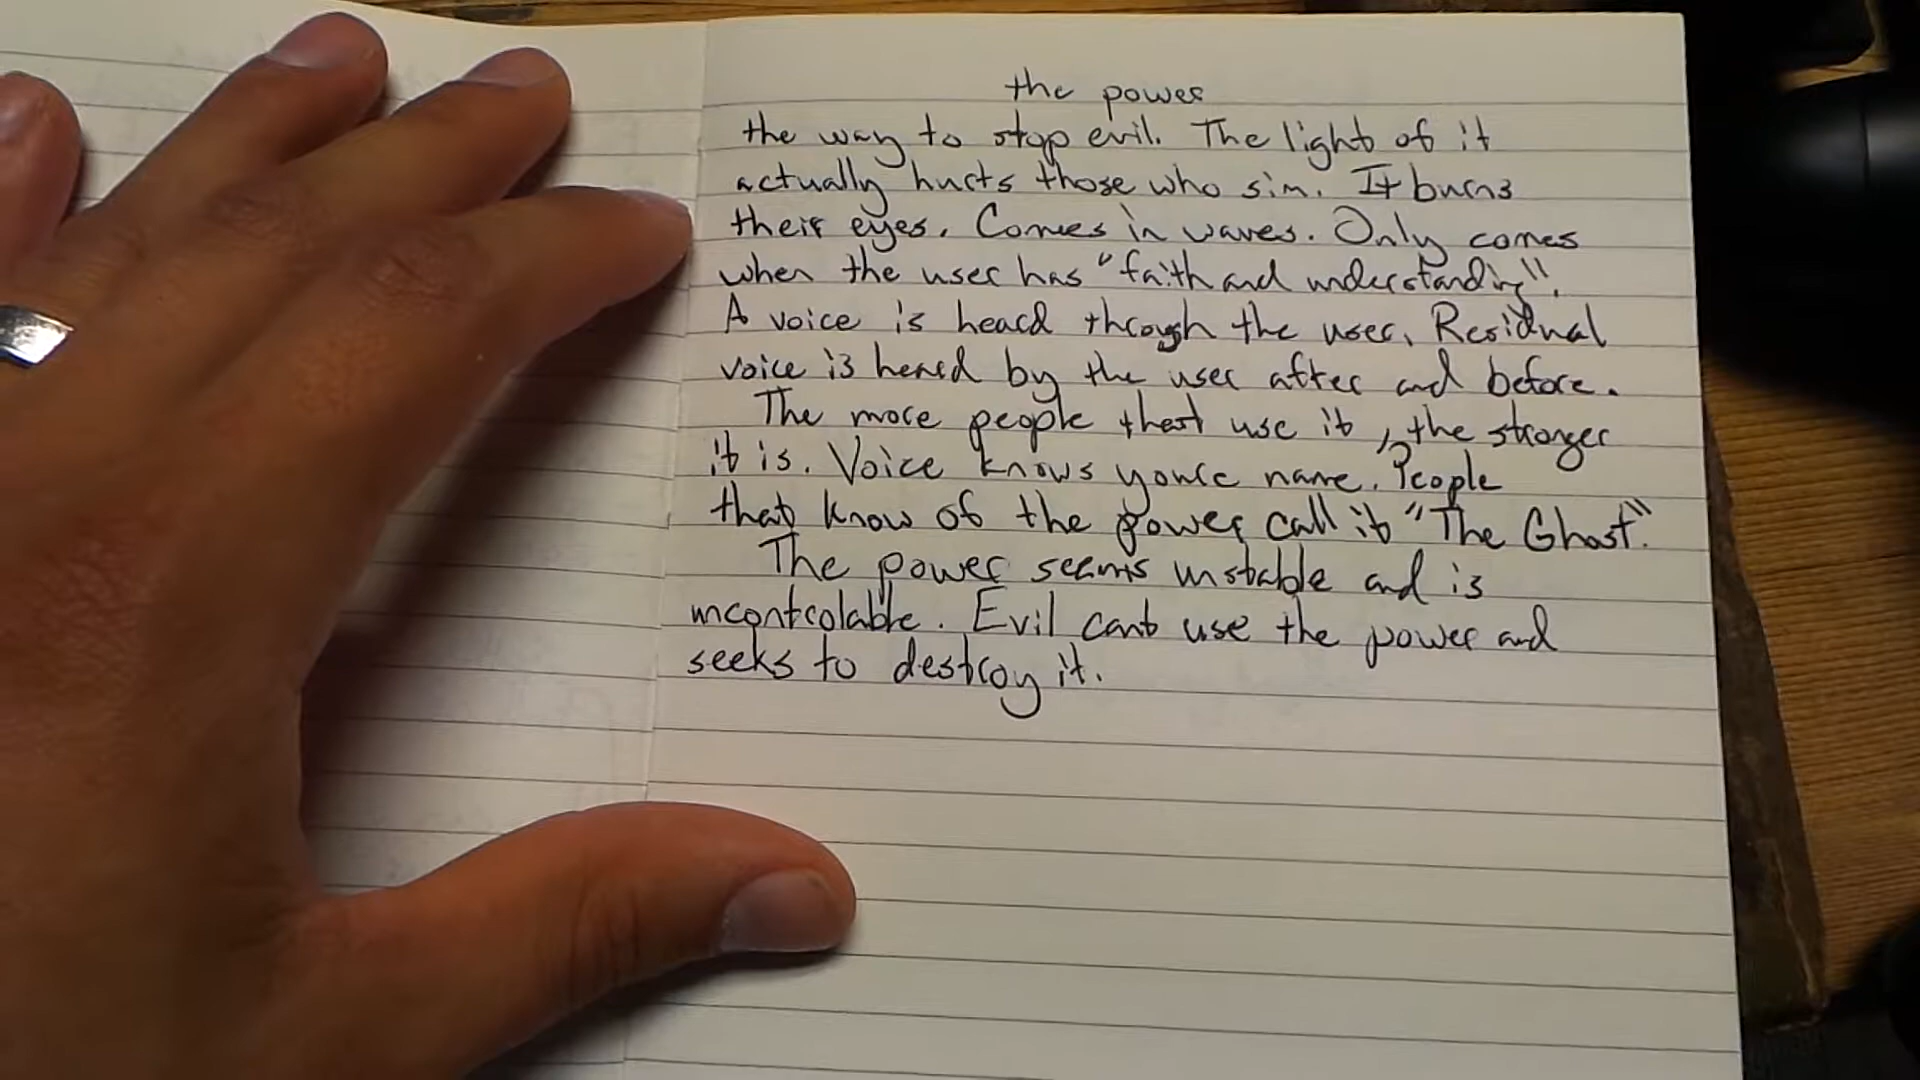 the power
the way to stop evil. The light of it
actually hurts those who sin. It burns
their eyes. Comes in waves. Only comes
when the user has "faith and understanding".
A voice is heard through the user. Residual
voice is heard by the user after and before.
The more people that use it, the stronger
it is. Voice knows your name. People
that know of the power call it "The Ghost".
The power seams unstable and is
uncontrolable. Evil cant use the power and
seeks to destroy it.